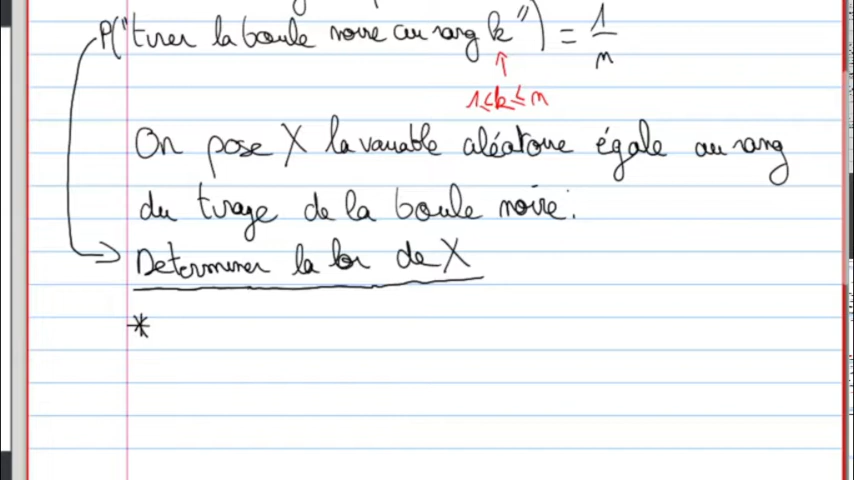 P("tirer la boule noire au rang k") = 1/n
1≤k≤n
On pose X la variable aléatoire égale au rang
du tirage de la boule noire.
Determiner la loi de X
*